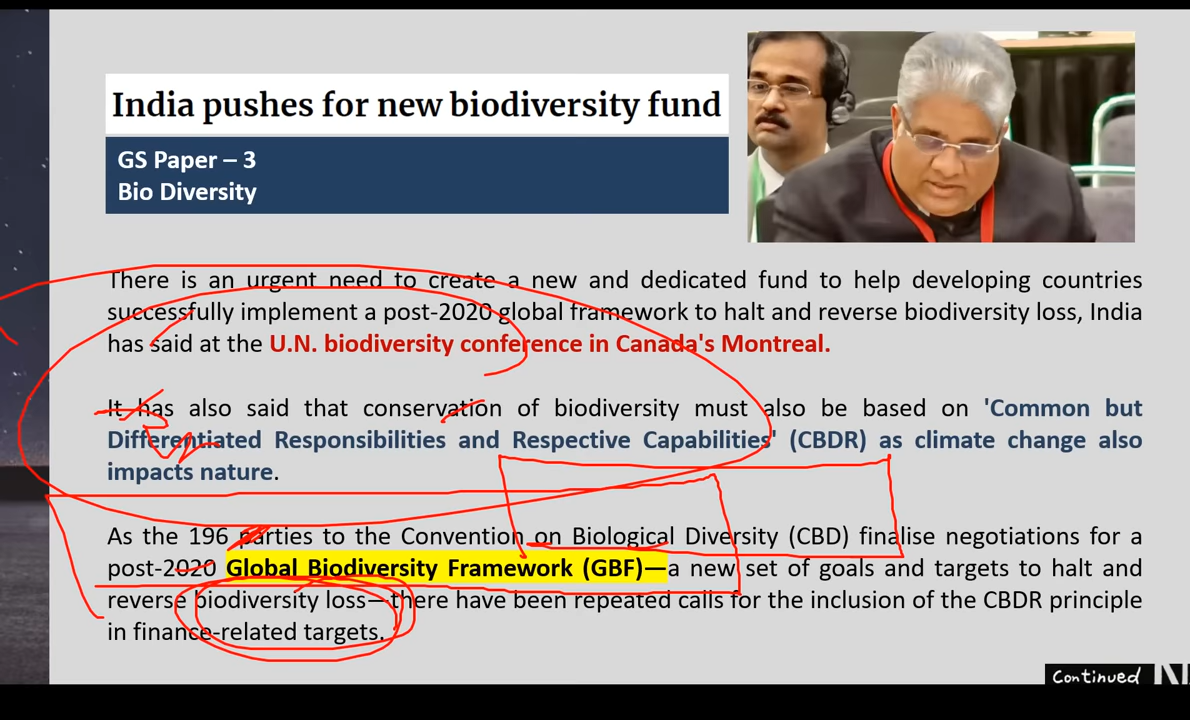 India pushes for new biodiversity fund
GS Paper – 3
Bio Diversity
There is an urgent need to create a new and dedicated fund to help developing countries
successfully implement a post-2020 global framework to halt and reverse biodiversity loss, India
has said at the U.N. biodiversity conference in Canada's Montreal.
It has also said that conservation of biodiversity must also be based on 'Common but
Differentiated Responsibilities and Respective Capabilities' (CBDR) as climate change also
impacts nature.
As the 196 parties to the Convention on Biological Diversity (CBD) finalise negotiations for a
post-2020 Global Biodiversity Framework (GBF)—a new set of goals and targets to halt and
reverse biodiversity loss—there have been repeated calls for the inclusion of the CBDR principle
in finance-related targets.
Continued